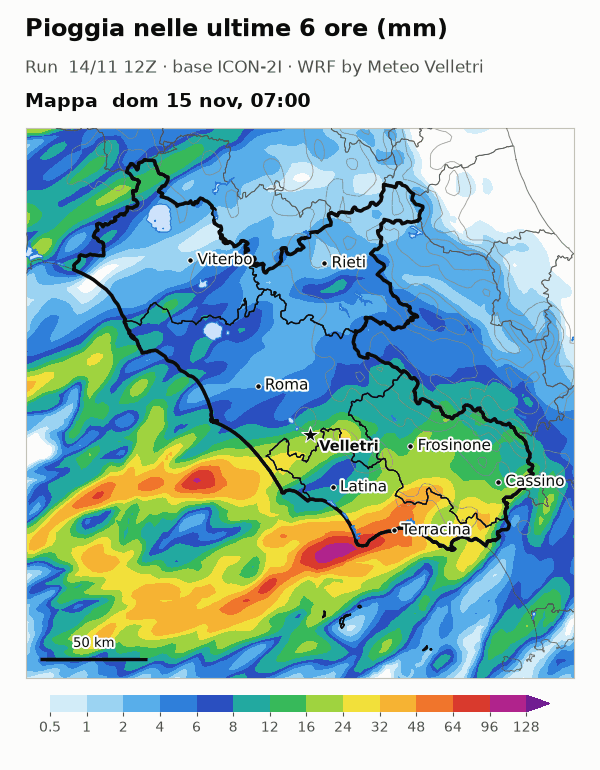 Pioggia nelle ultime 6 ore (mm)
Run 14/11 12Z · base ICON-2I · WRF by Meteo Velletri
Mappa dom 15 nov, 07:00
Viterbo
Rieti
Roma
Velletri
Frosinone
Cassino
Latina
Terracina
50 km
0.5 1 2 4 6 8 12 16 24 32 48 64 96 128